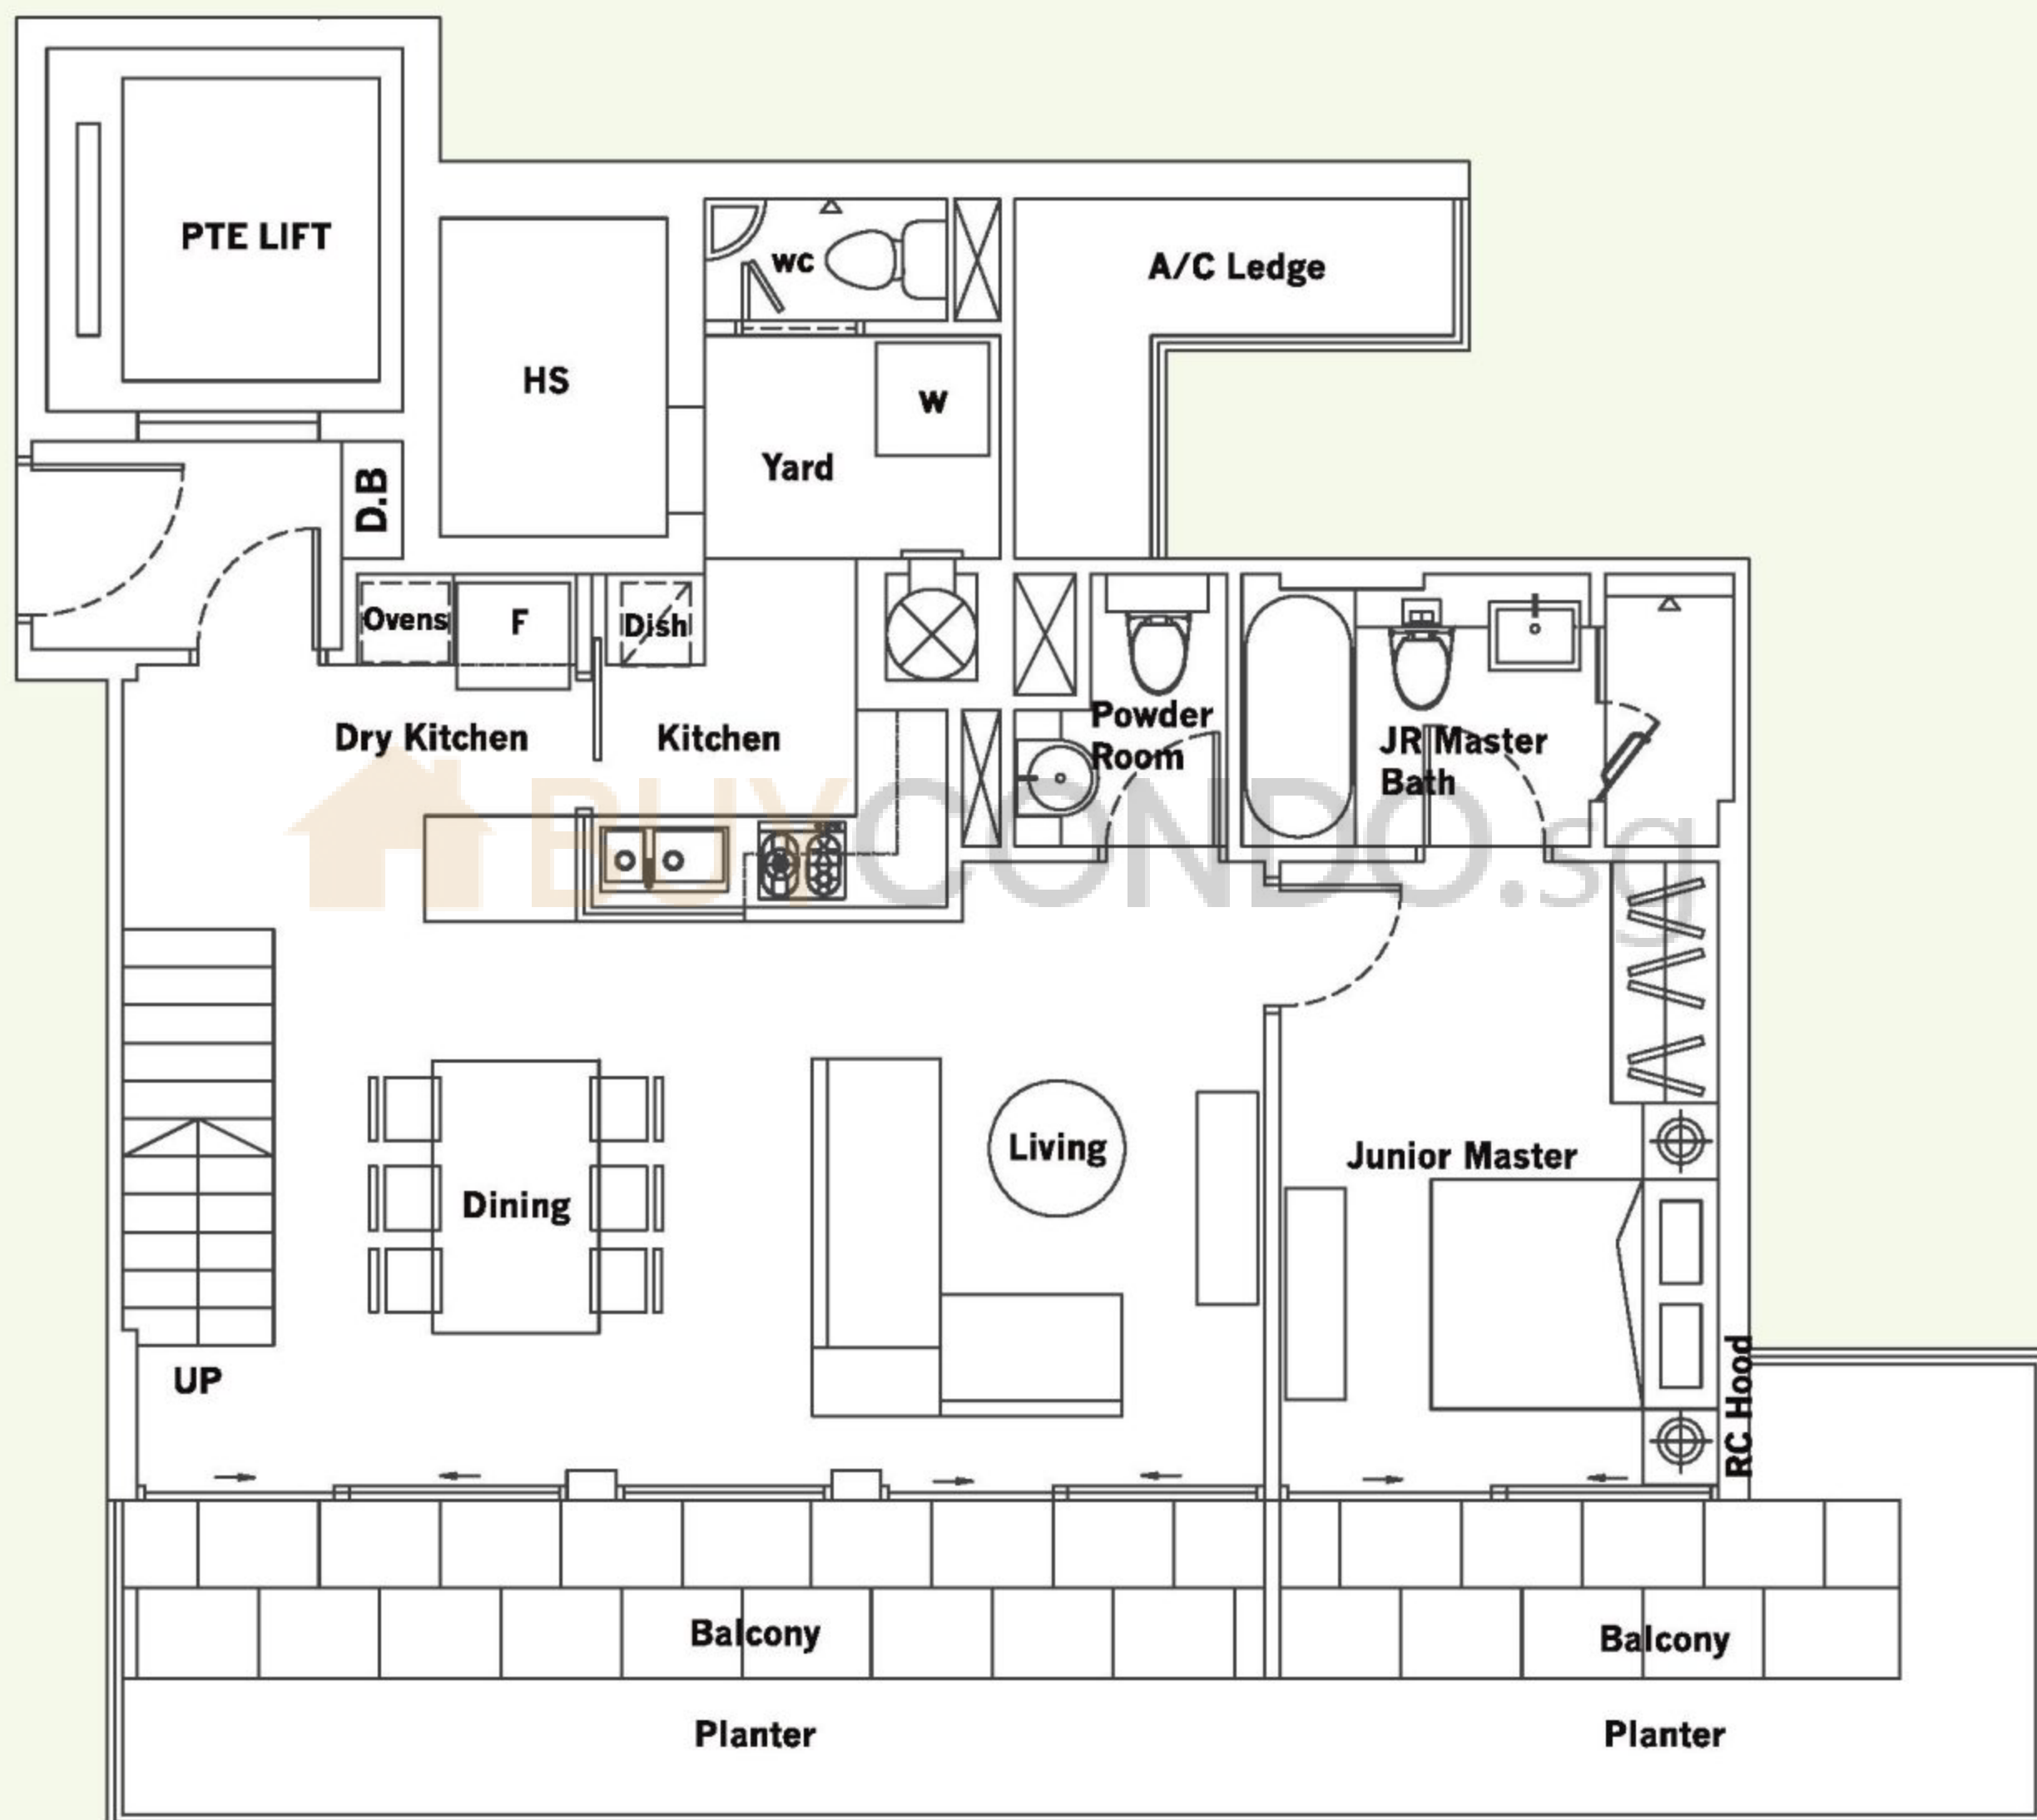 PTE LIFT
wc
A/C Ledge
HS
W
Yard
D.B
Ovens
F
Dish
Dry Kitchen
Kitchen
Powder
Room
JR Master
Bath
BUYCONDO.sg
Living
Junior Master
Dining
UP
RC Hood
Balcony
Balcony
Planter
Planter